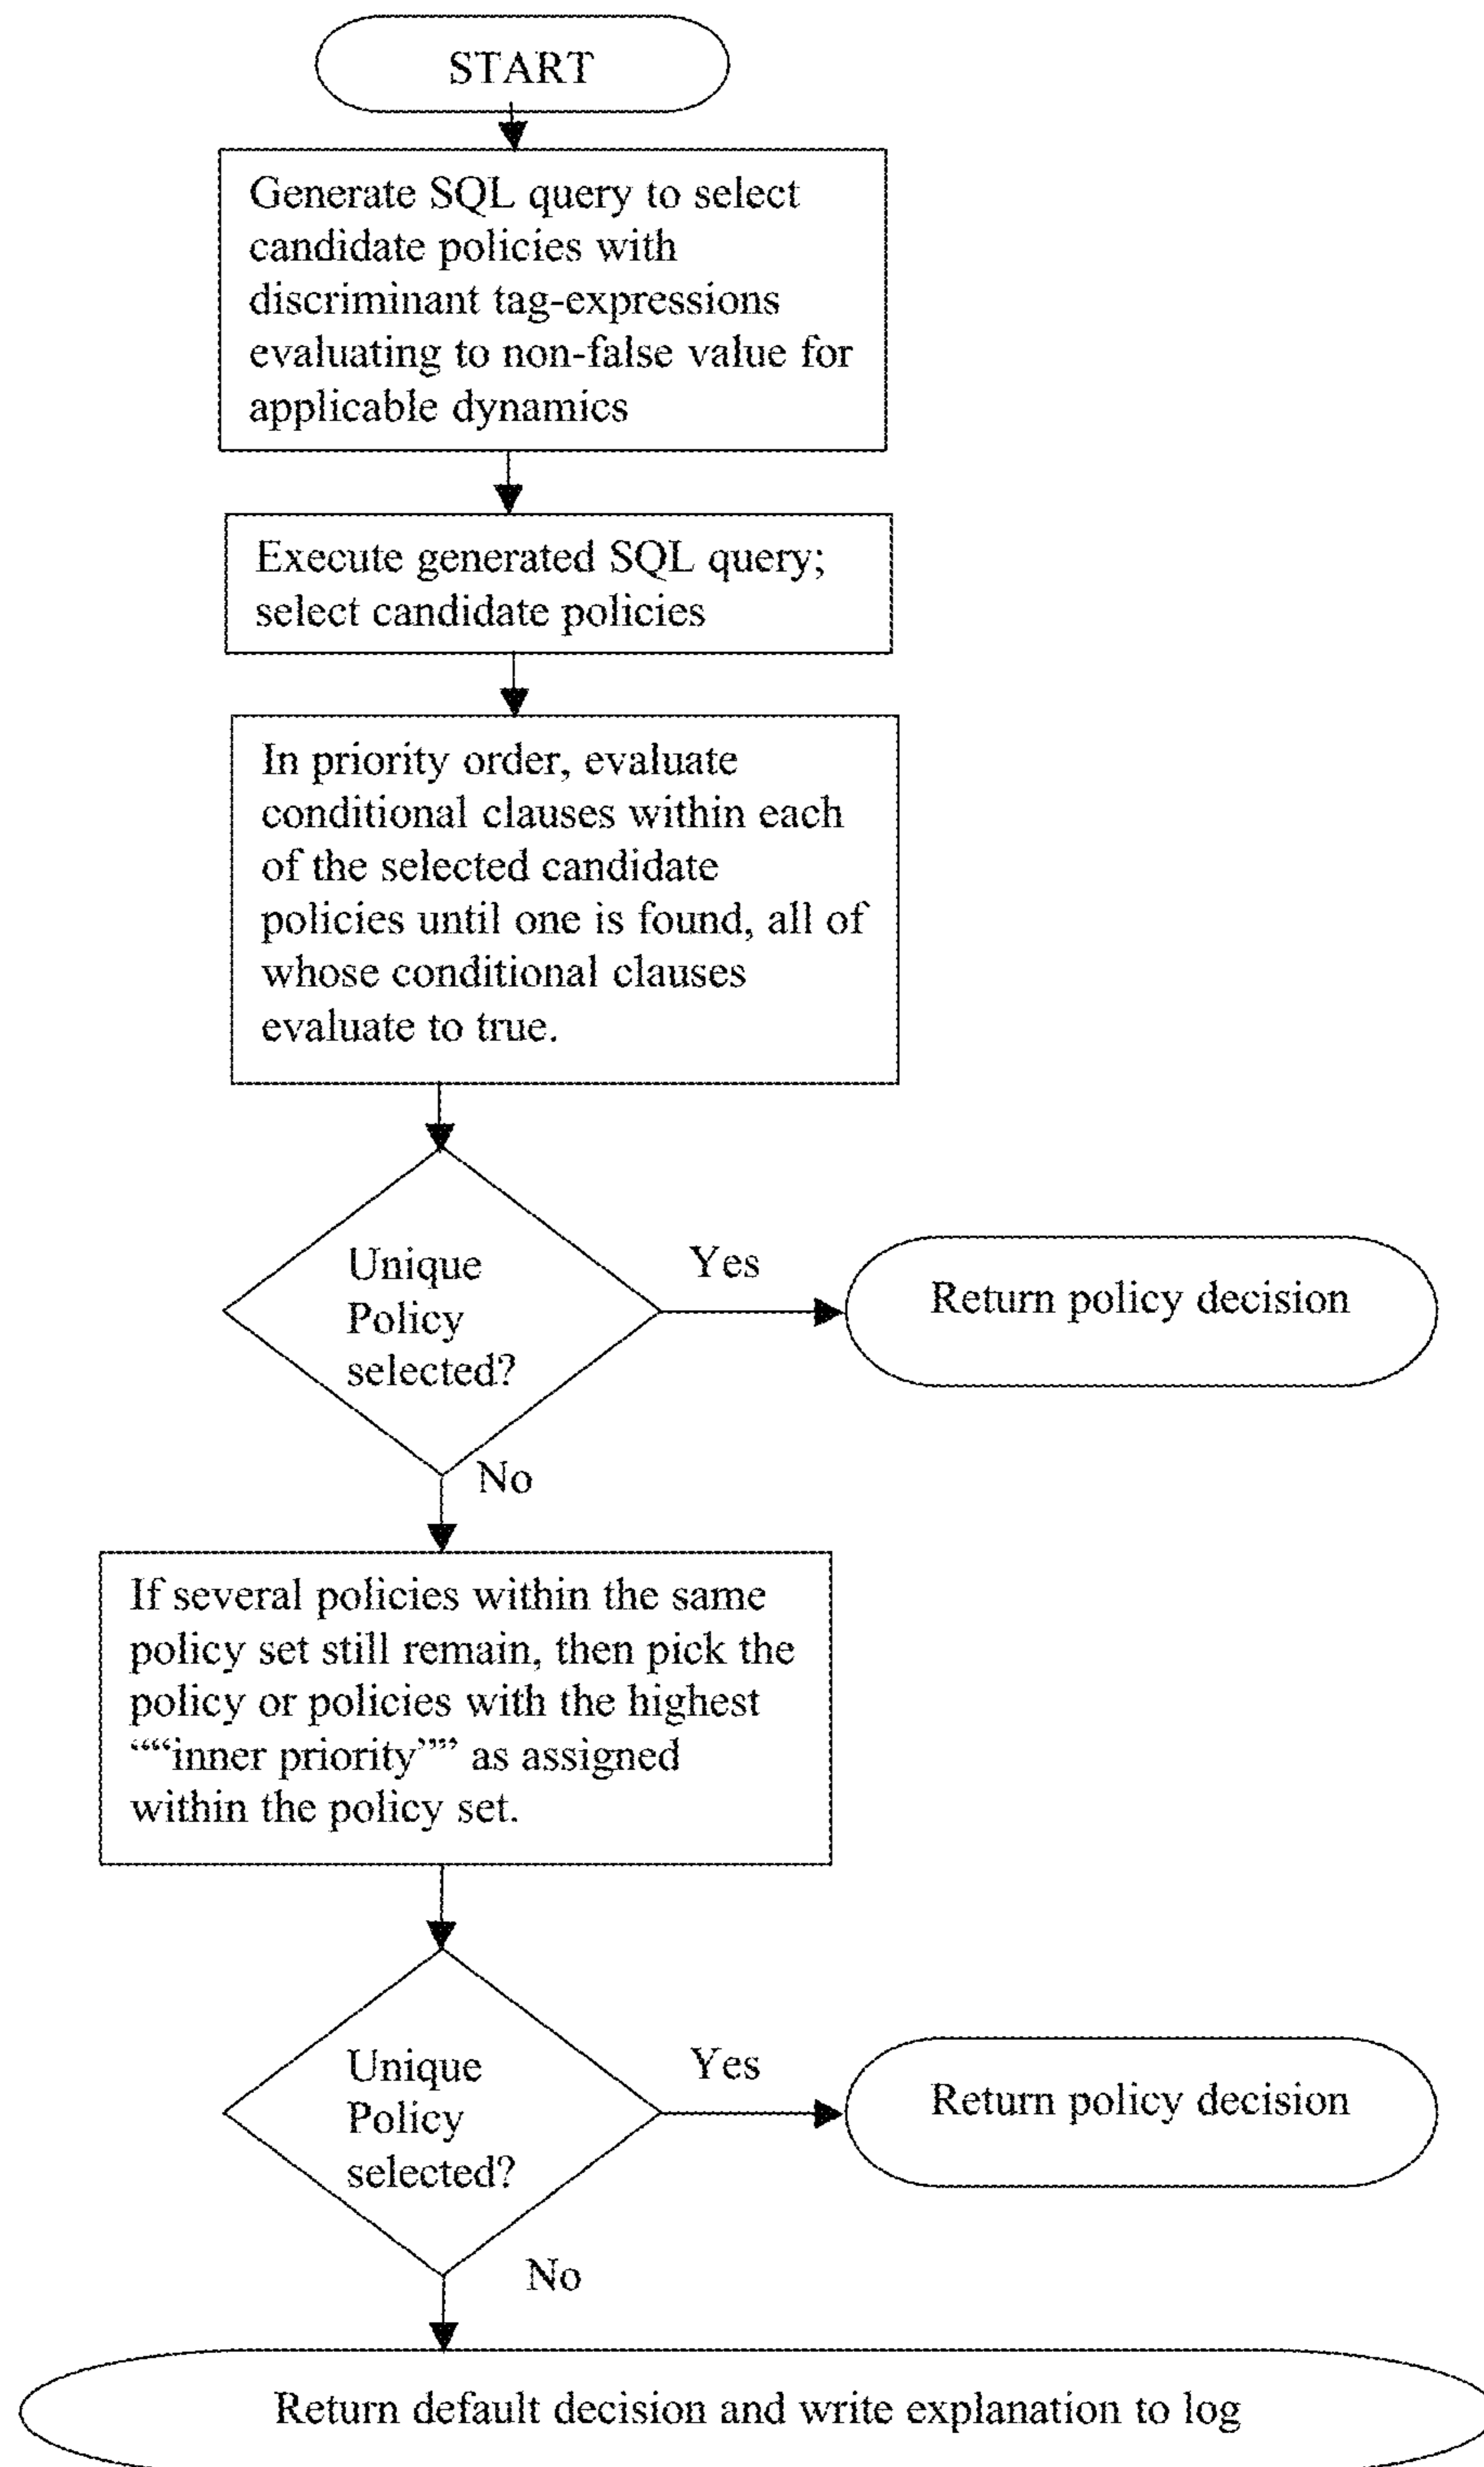 START
Generate SQL query to select
candidate policies with
discriminant tag-expressions
evaluating to non-false value for
applicable dynamics
Execute generated SQL query;
select candidate policies
In priority order, evaluate
conditional clauses within each
of the selected candidate
policies until one is found, all of
whose conditional clauses
evaluate to true.
Unique
Policy
selected?
Yes
Return policy decision
No
If several policies within the same
policy set still remain, then pick the
policy or policies with the highest
““inner priority”” as assigned
within the policy set.
Unique
Policy
selected?
Yes
Return policy decision
No
Return default decision and write explanation to log